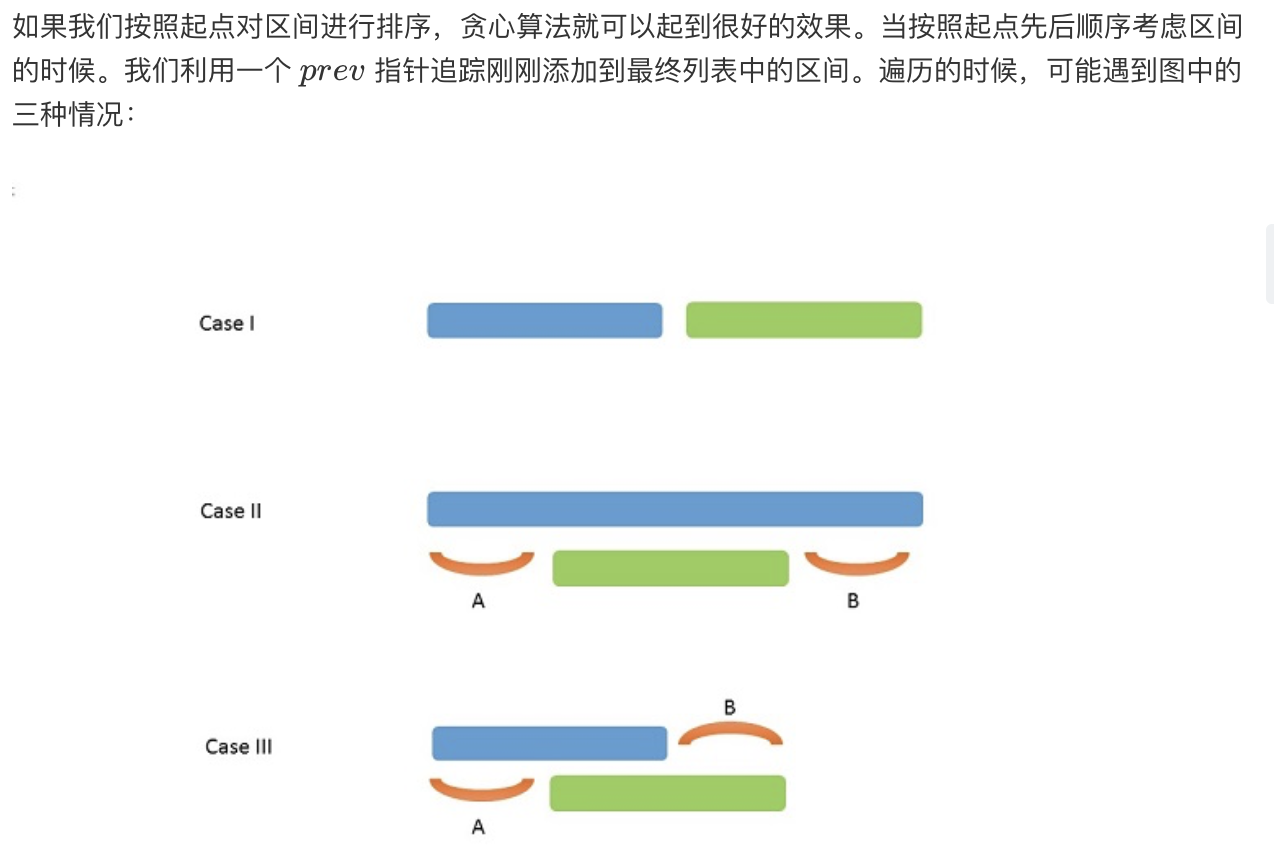 如果我们按照起点对区间进行排序，贪心算法就可以起到很好的效果。当按照起点先后顺序考虑区间
的时候。我们利用一个 prev 指针追踪刚刚添加到最终列表中的区间。遍历的时候，可能遇到图中的
三种情况：
Case I
Case II
A
B
B
Case III
A